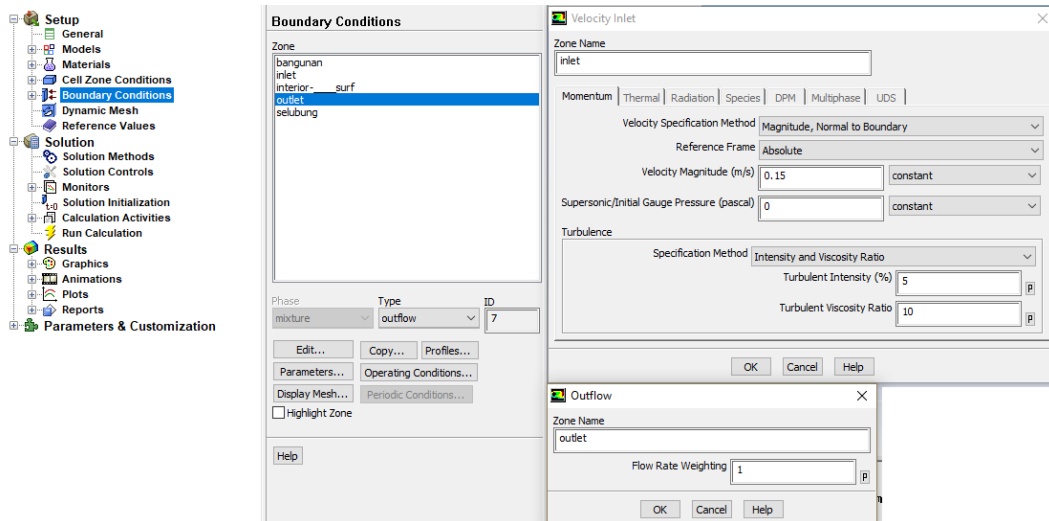 Setup
General
Models
Materials
Cell Zone Conditions
Boundary Conditions
Dynamic Mesh
Reference Values
Solution
Solution Methods
Solution Controls
Monitors
Solution Initialization
Calculation Activities
Run Calculation
Results
Graphics
Animations
Plots
Reports
Parameters & Customization
Boundary Conditions
Zone
bangunan
inlet
interior-____surf
outlet
selubung
Phase Type ID
mixture outflow 7
Edit... Copy... Profiles...
Parameters... Operating Conditions...
Display Mesh... Periodic Conditions...
Highlight Zone
Help
Velocity Inlet
Zone Name
inlet
Momentum Thermal Radiation Species DPM Multiphase UDS
Velocity Specification Method Magnitude, Normal to Boundary
Reference Frame Absolute
Velocity Magnitude (m/s) 0.15 constant
Supersonic/Initial Gauge Pressure (pascal) 0 constant
Turbulence
Specification Method Intensity and Viscosity Ratio
Turbulent Intensity (%) 5 P
Turbulent Viscosity Ratio 10 P
OK Cancel Help
Outflow
Zone Name
outlet
Flow Rate Weighting 1 P
OK Cancel Help